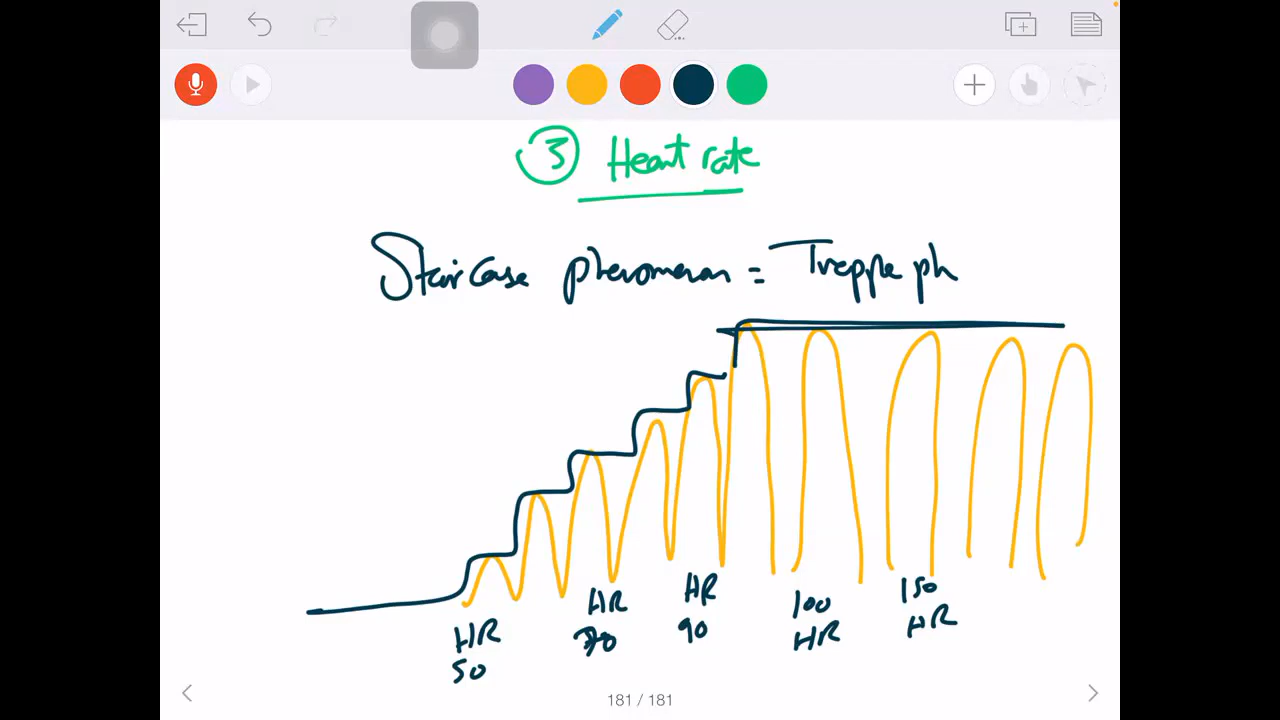 3 Heart rate
Staircase phenomenon = Treppe ph
HR 50
HR 70
HR 90
100 HR
150 HR
181 / 181